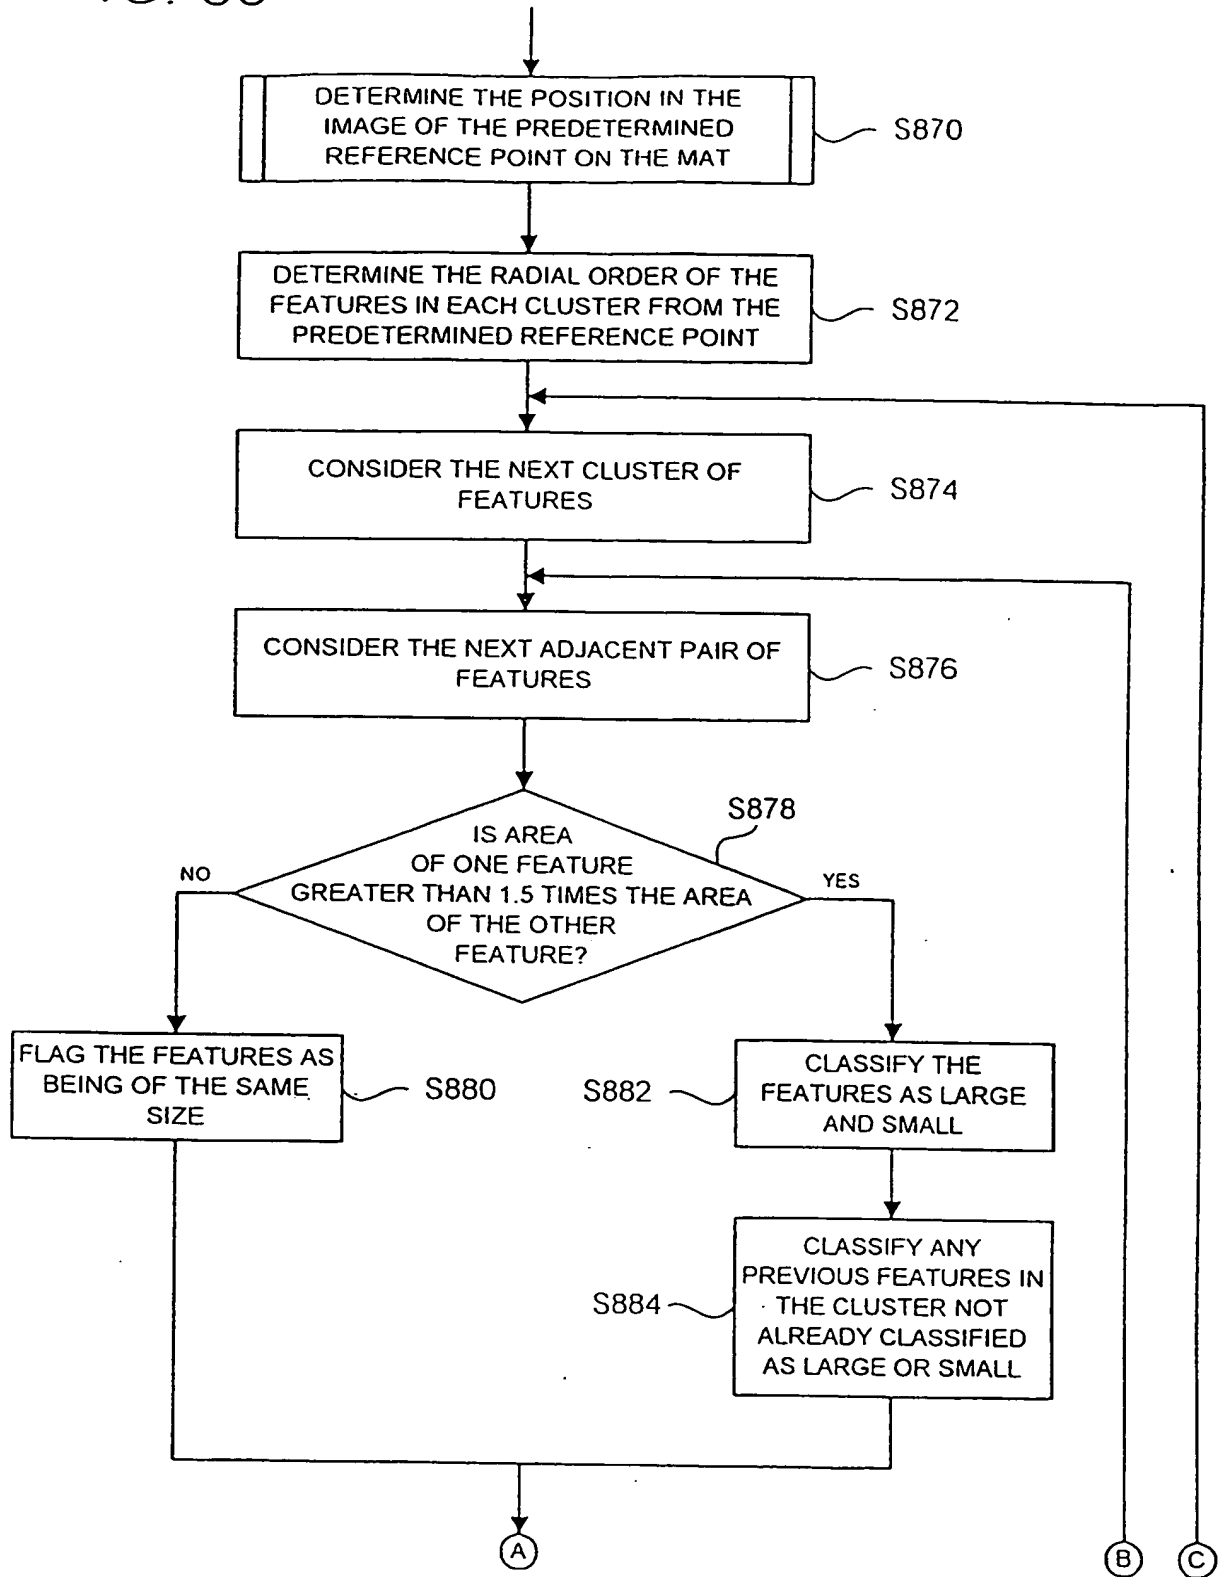 DETERMINE THE POSITION IN THE
IMAGE OF THE PREDETERMINED
REFERENCE POINT ON THE MAT
S870
DETERMINE THE RADIAL ORDER OF THE
FEATURES IN EACH CLUSTER FROM THE
PREDETERMINED REFERENCE POINT
S872
CONSIDER THE NEXT CLUSTER OF
FEATURES
S874
CONSIDER THE NEXT ADJACENT PAIR OF
FEATURES
S876
S878
IS AREA
OF ONE FEATURE
GREATER THAN 1.5 TIMES THE AREA
OF THE OTHER
FEATURE?
NO
YES
FLAG THE FEATURES AS
BEING OF THE SAME
SIZE
S880
S882
CLASSIFY THE
FEATURES AS LARGE
AND SMALL
S884
CLASSIFY ANY
PREVIOUS FEATURES IN
THE CLUSTER NOT
ALREADY CLASSIFIED
AS LARGE OR SMALL
A
B
C